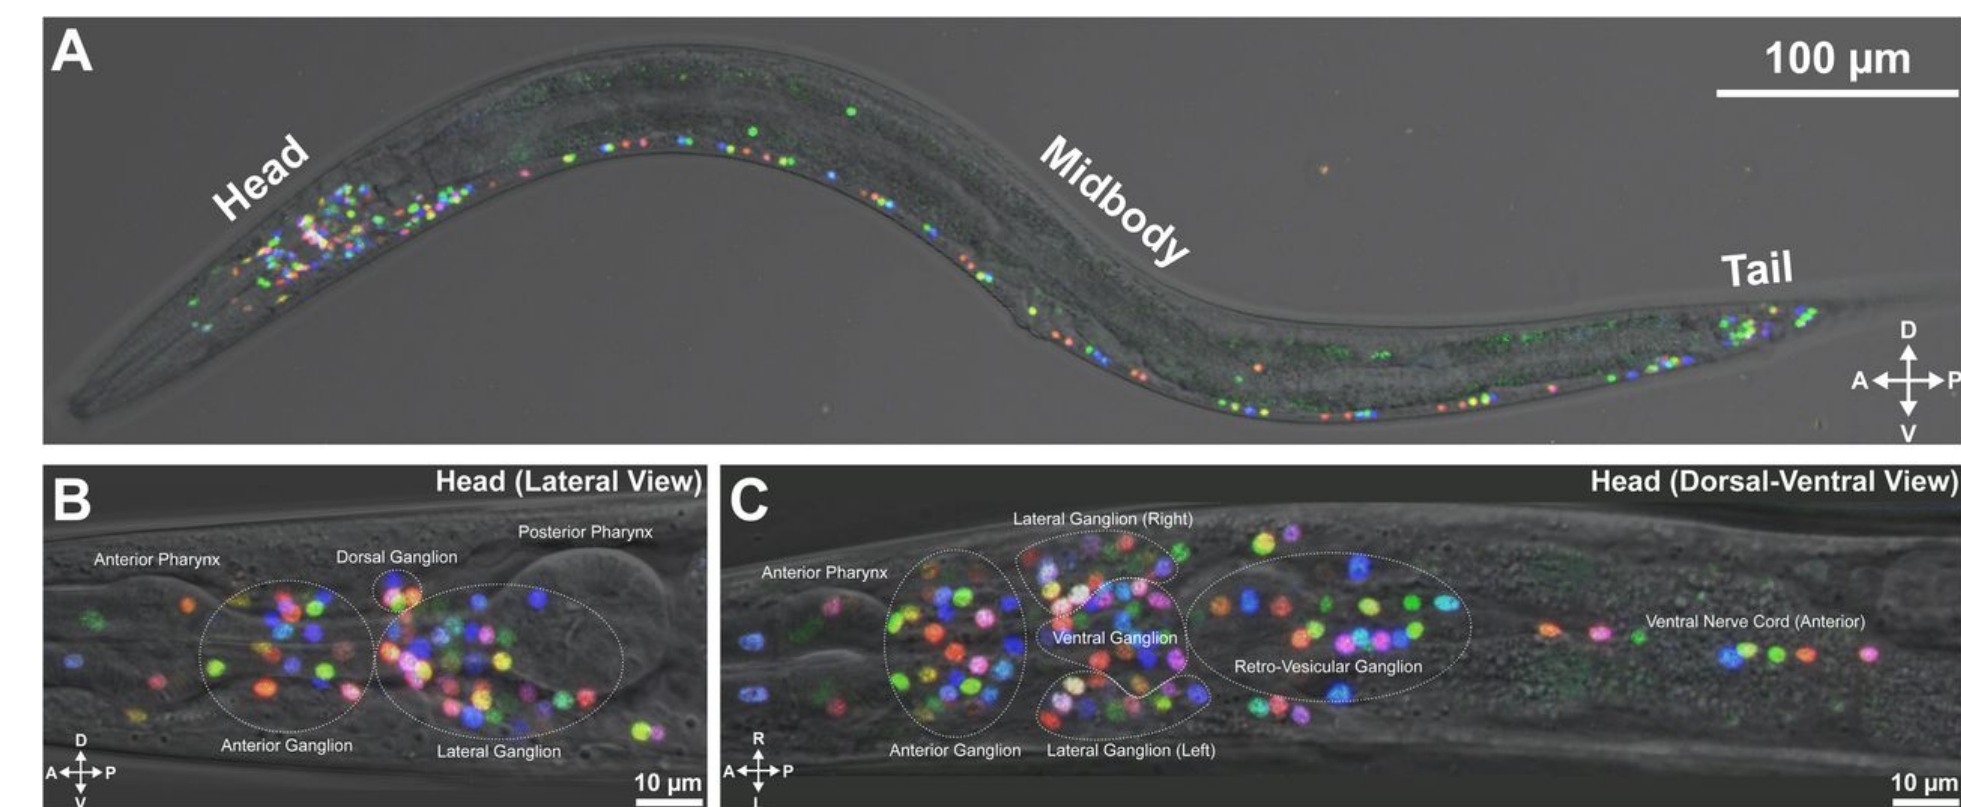 A
100 µm
Head
Midbody
Tail
D
A P
V
B
Head (Lateral View)
Posterior Pharynx
Anterior Pharynx
Dorsal Ganglion
Anterior Ganglion
Lateral Ganglion
D
A P
V
10 µm
C
Head (Dorsal-Ventral View)
Lateral Ganglion (Right)
Anterior Pharynx
Ventral Ganglion
Ventral Nerve Cord (Anterior)
Retro-Vesicular Ganglion
Anterior Ganglion
Lateral Ganglion (Left)
R
A P
L
10 µm